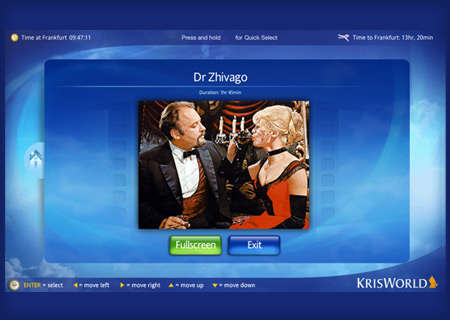 Time at Frankfurt 09:47:11
Press and hold for Quick Select
Time to Frankfurt: 13hr, 20min
Dr Zhivago
Duration: 1hr 45min
Fullscreen
Exit
ENTER = select = move left = move right = move up = move down
KRISWORLD